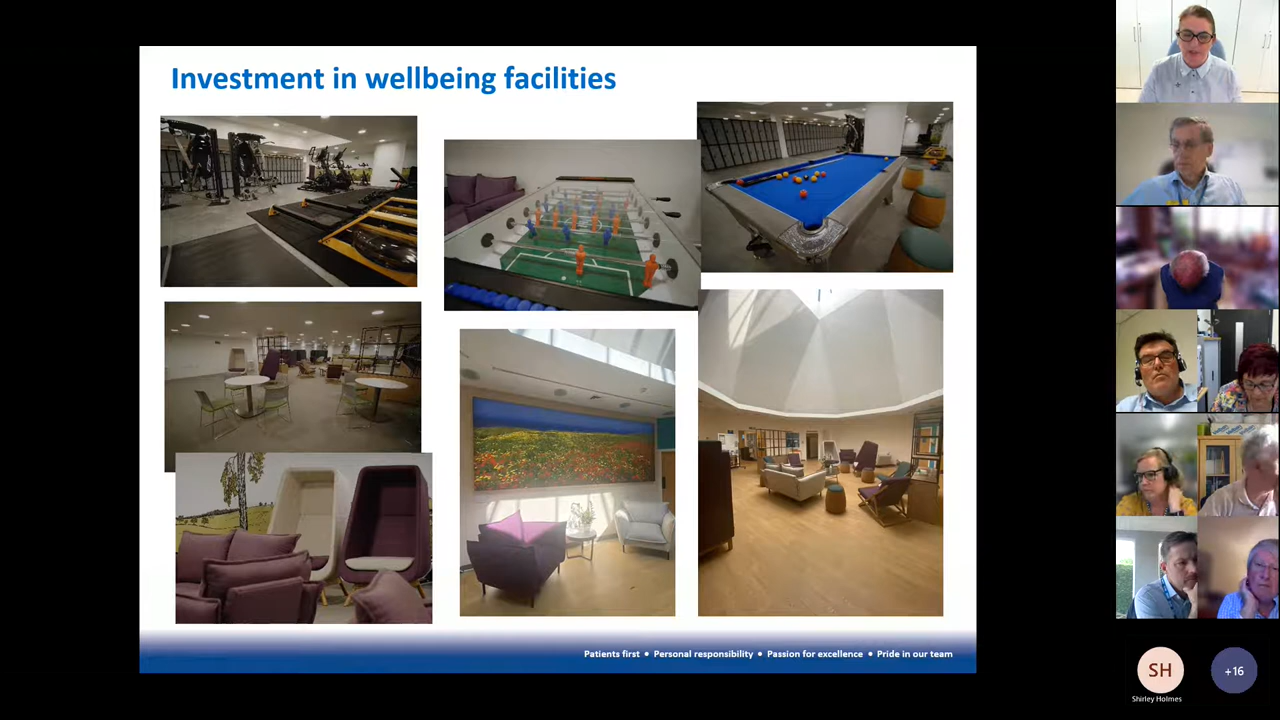 Investment in wellbeing facilities
Patients first • Personal responsibility • Passion for excellence • Pride in our team
SH
+16
Shirley Holmes